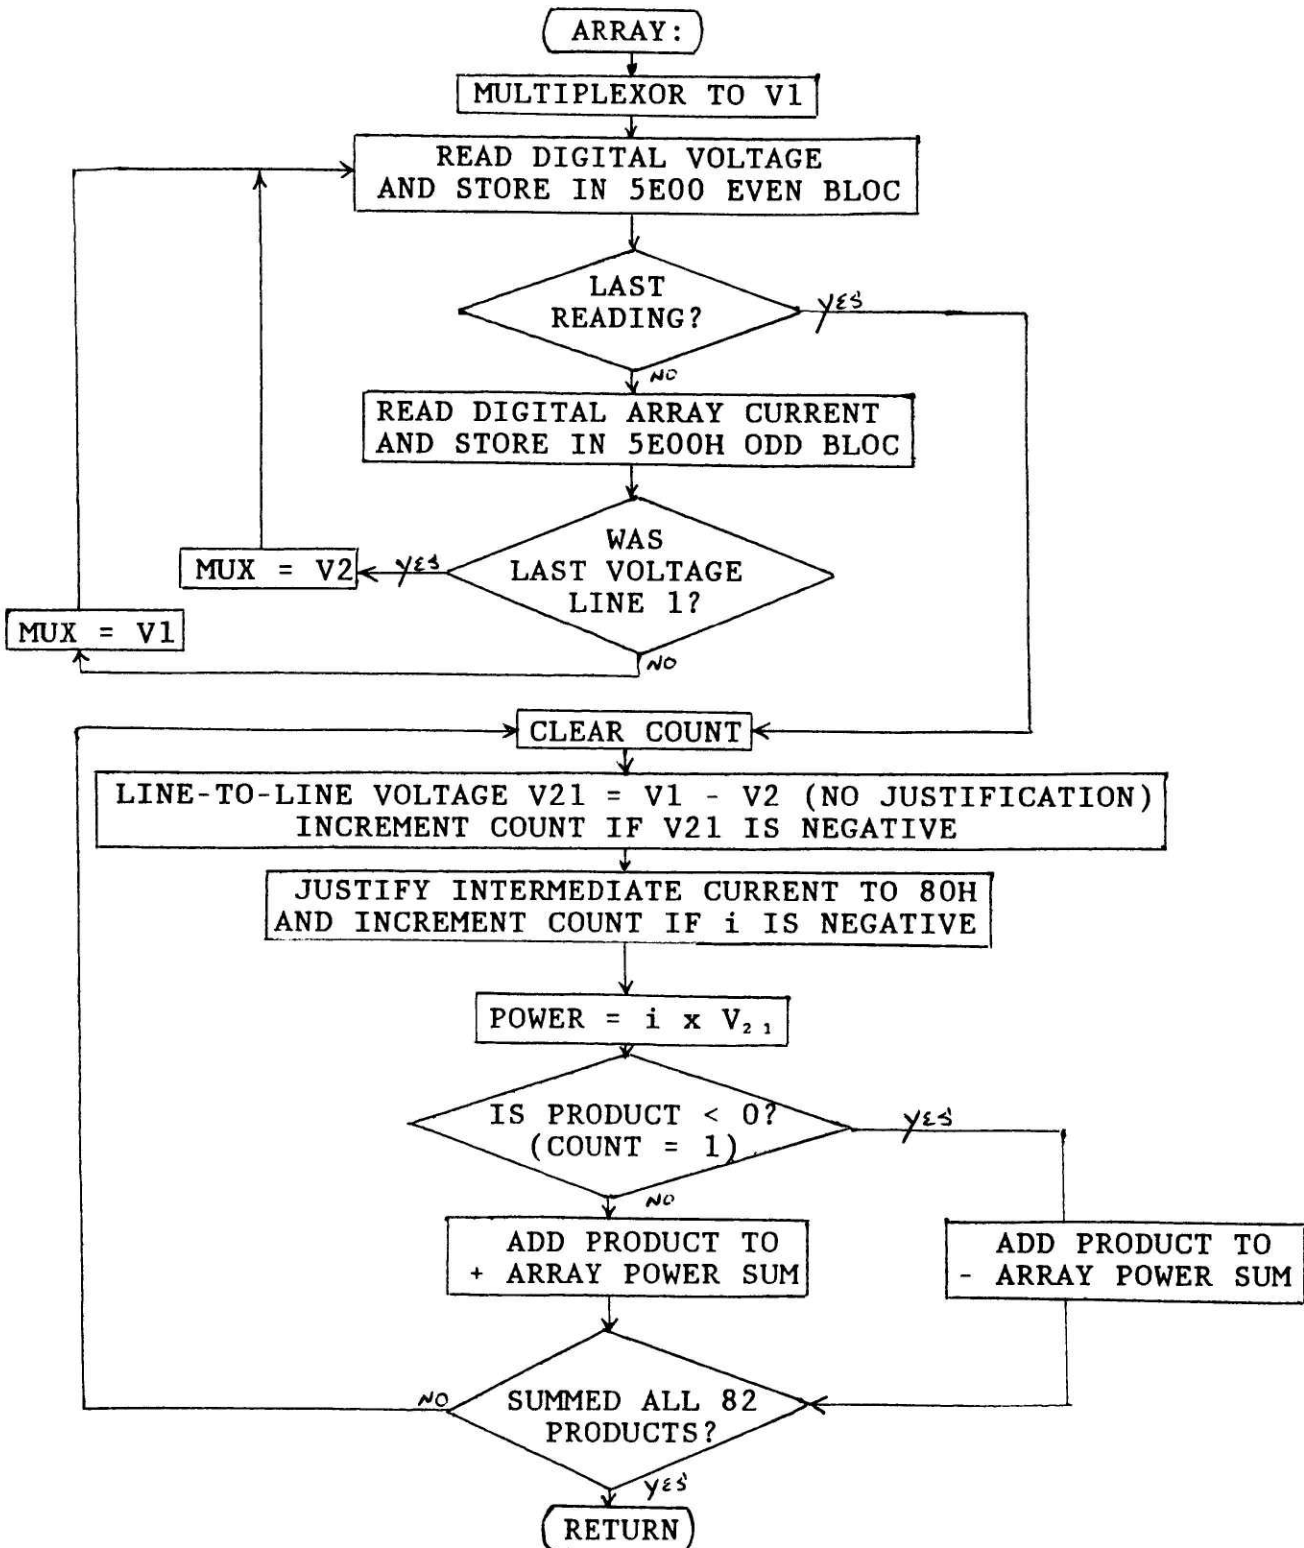 ARRAY:
MULTIPLEXOR TO V1
READ DIGITAL VOLTAGE
AND STORE IN 5E00 EVEN BLOC
LAST
READING?
YES
NO
READ DIGITAL ARRAY CURRENT
AND STORE IN 5E00H ODD BLOC
WAS
LAST VOLTAGE
LINE 1?
YES
MUX = V2
MUX = V1
NO
CLEAR COUNT
LINE-TO-LINE VOLTAGE V21 = V1 - V2 (NO JUSTIFICATION)
INCREMENT COUNT IF V21 IS NEGATIVE
JUSTIFY INTERMEDIATE CURRENT TO 80H
AND INCREMENT COUNT IF i IS NEGATIVE
POWER = i x V₂₁
IS PRODUCT < 0?
(COUNT = 1)
YES
NO
ADD PRODUCT TO
+ ARRAY POWER SUM
ADD PRODUCT TO
- ARRAY POWER SUM
SUMMED ALL 82
PRODUCTS?
NO
YES
RETURN